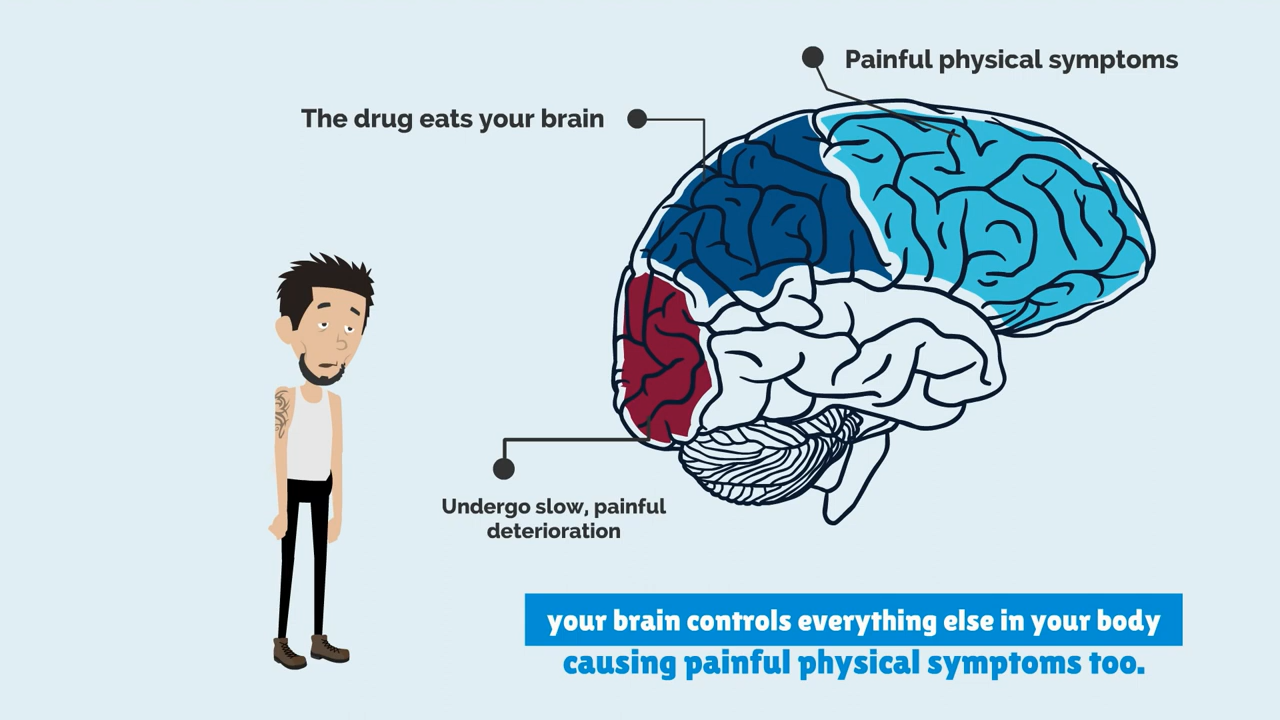 Painful physical symptoms
The drug eats your brain
Undergo slow, painful
deterioration
your brain controls everything else in your body
causing painful physical symptoms too.